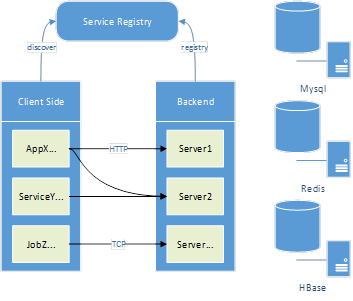 Service Registry
discover
registry
Client Side
Backend
Mysql
AppX...
HTTP
Server1
ServiceY...
Server2
Redis
JobZ...
TCP
Server...
HBase